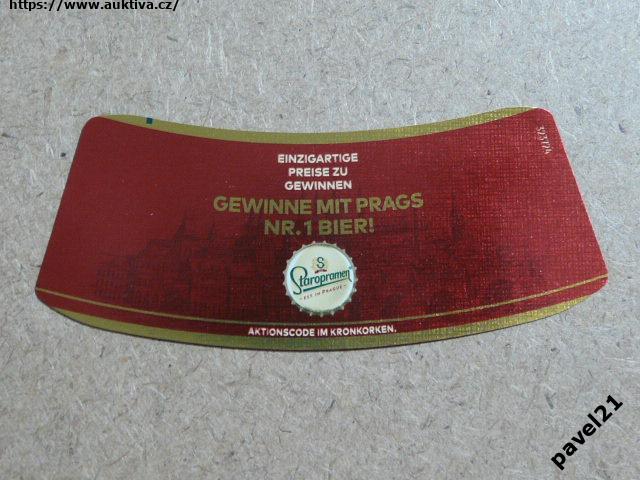 https://www.auktiva.cz/
EINZIGARTIGE
PREISE ZU
GEWINNEN
GEWINNE MIT PRAGS
NR. 1 BIER!
S
Staropramen
AKTIONSCODE IM KRONKORKEN.
pavel21